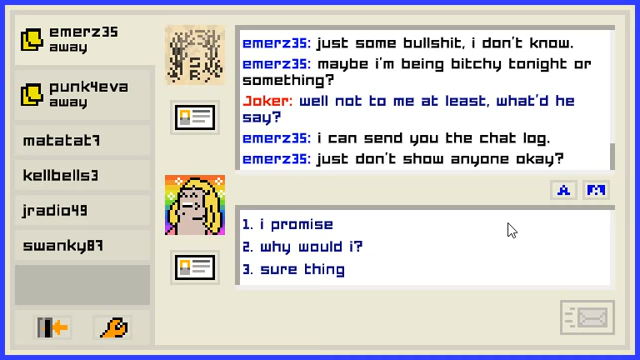 emerz35
away
punk4eva
away
matatat7
kellbells3
jradio49
swanky87
emerz35: just some bullshit, i don't know.
emerz35: maybe i'm being bitchy tonight or
something?
Joker: well not to me at least, what'd he
say?
emerz35: i can send you the chat log.
emerz35: just don't show anyone okay?
A
1. i promise
2. why would i?
3. sure thing